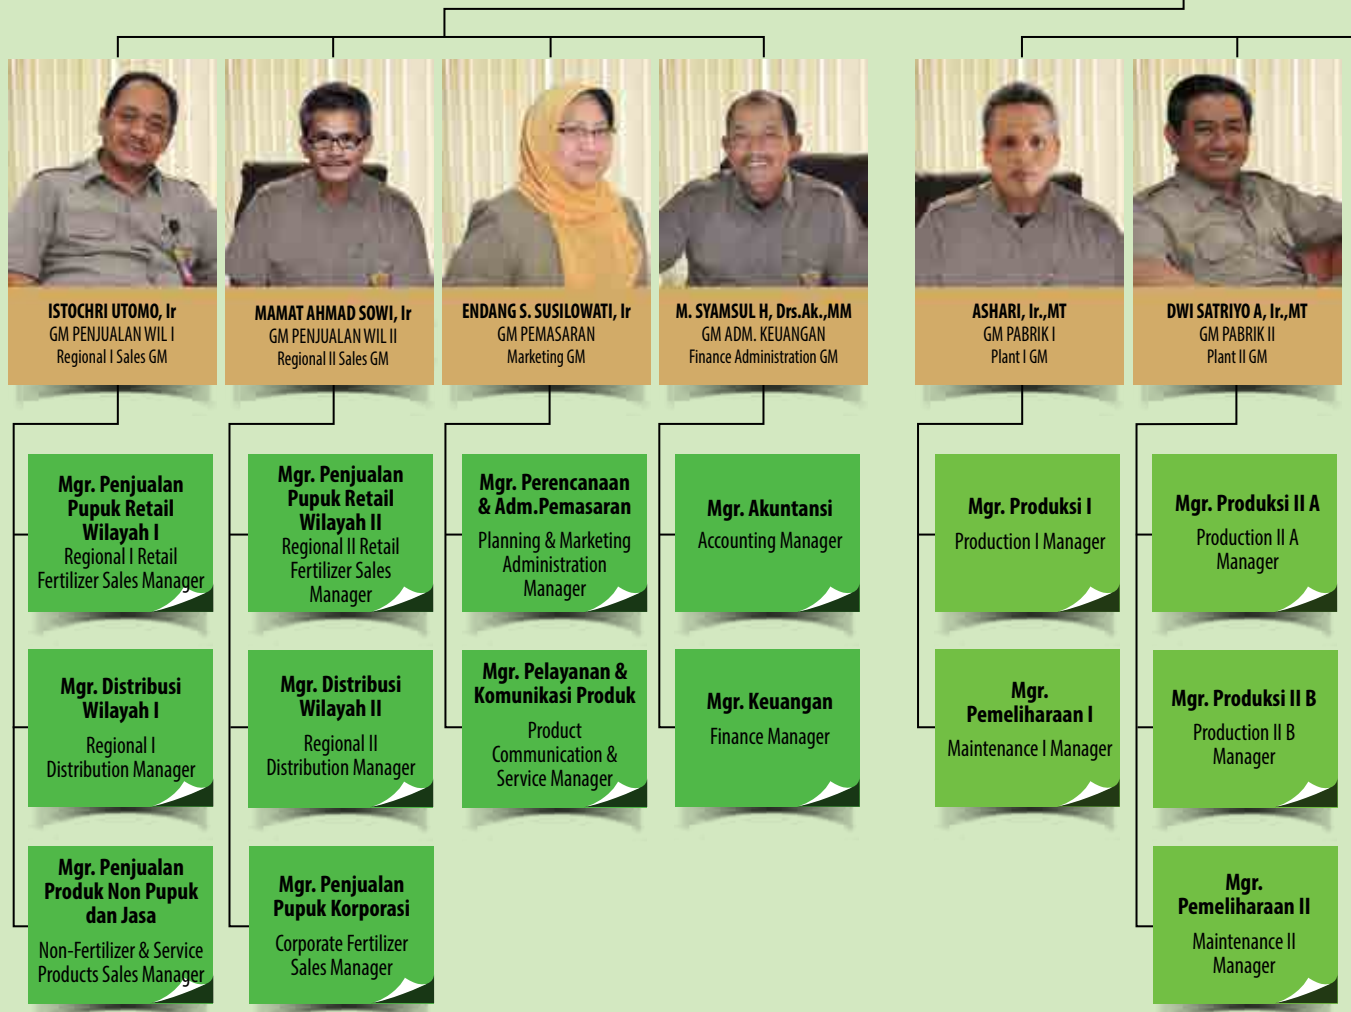 ISTOCHRI UTOMO, Ir
GM PENJUALAN WIL I
Regional I Sales GM
MAMAT AHMAD SOWI, Ir
GM PENJUALAN WIL II
Regional II Sales GM
ENDANG S. SUSILOWATI, Ir
GM PEMASARAN
Marketing GM
M. SYAMSUL H, Drs.Ak.,MM
GM ADM. KEUANGAN
Finance Administration GM
ASHARI, Ir.,MT
GM PABRIK I
Plant I GM
DWI SATRIYO A, Ir.,MT
GM PABRIK II
Plant II GM
Mgr. Penjualan
Pupuk Retail
Wilayah I
Regional I Retail
Fertilizer Sales Manager
Mgr. Penjualan
Pupuk Retail
Wilayah II
Regional II Retail
Fertilizer Sales
Manager
Mgr. Perencanaan
& Adm.Pemasaran
Planning & Marketing
Administration
Manager
Mgr. Akuntansi
Accounting Manager
Mgr. Produksi I
Production I Manager
Mgr. Produksi II A
Production II A
Manager
Mgr. Distribusi
Wilayah I
Regional I
Distribution Manager
Mgr. Distribusi
Wilayah II
Regional II
Distribution Manager
Mgr. Pelayanan &
Komunikasi Produk
Product
Communication &
Service Manager
Mgr. Keuangan
Finance Manager
Mgr.
Pemeliharaan I
Maintenance I Manager
Mgr. Produksi II B
Production II B
Manager
Mgr. Penjualan
Produk Non Pupuk
dan Jasa
Non-Fertilizer & Service
Products Sales Manager
Mgr. Penjualan
Pupuk Korporasi
Corporate Fertilizer
Sales Manager
Mgr.
Pemeliharaan II
Maintenance II
Manager